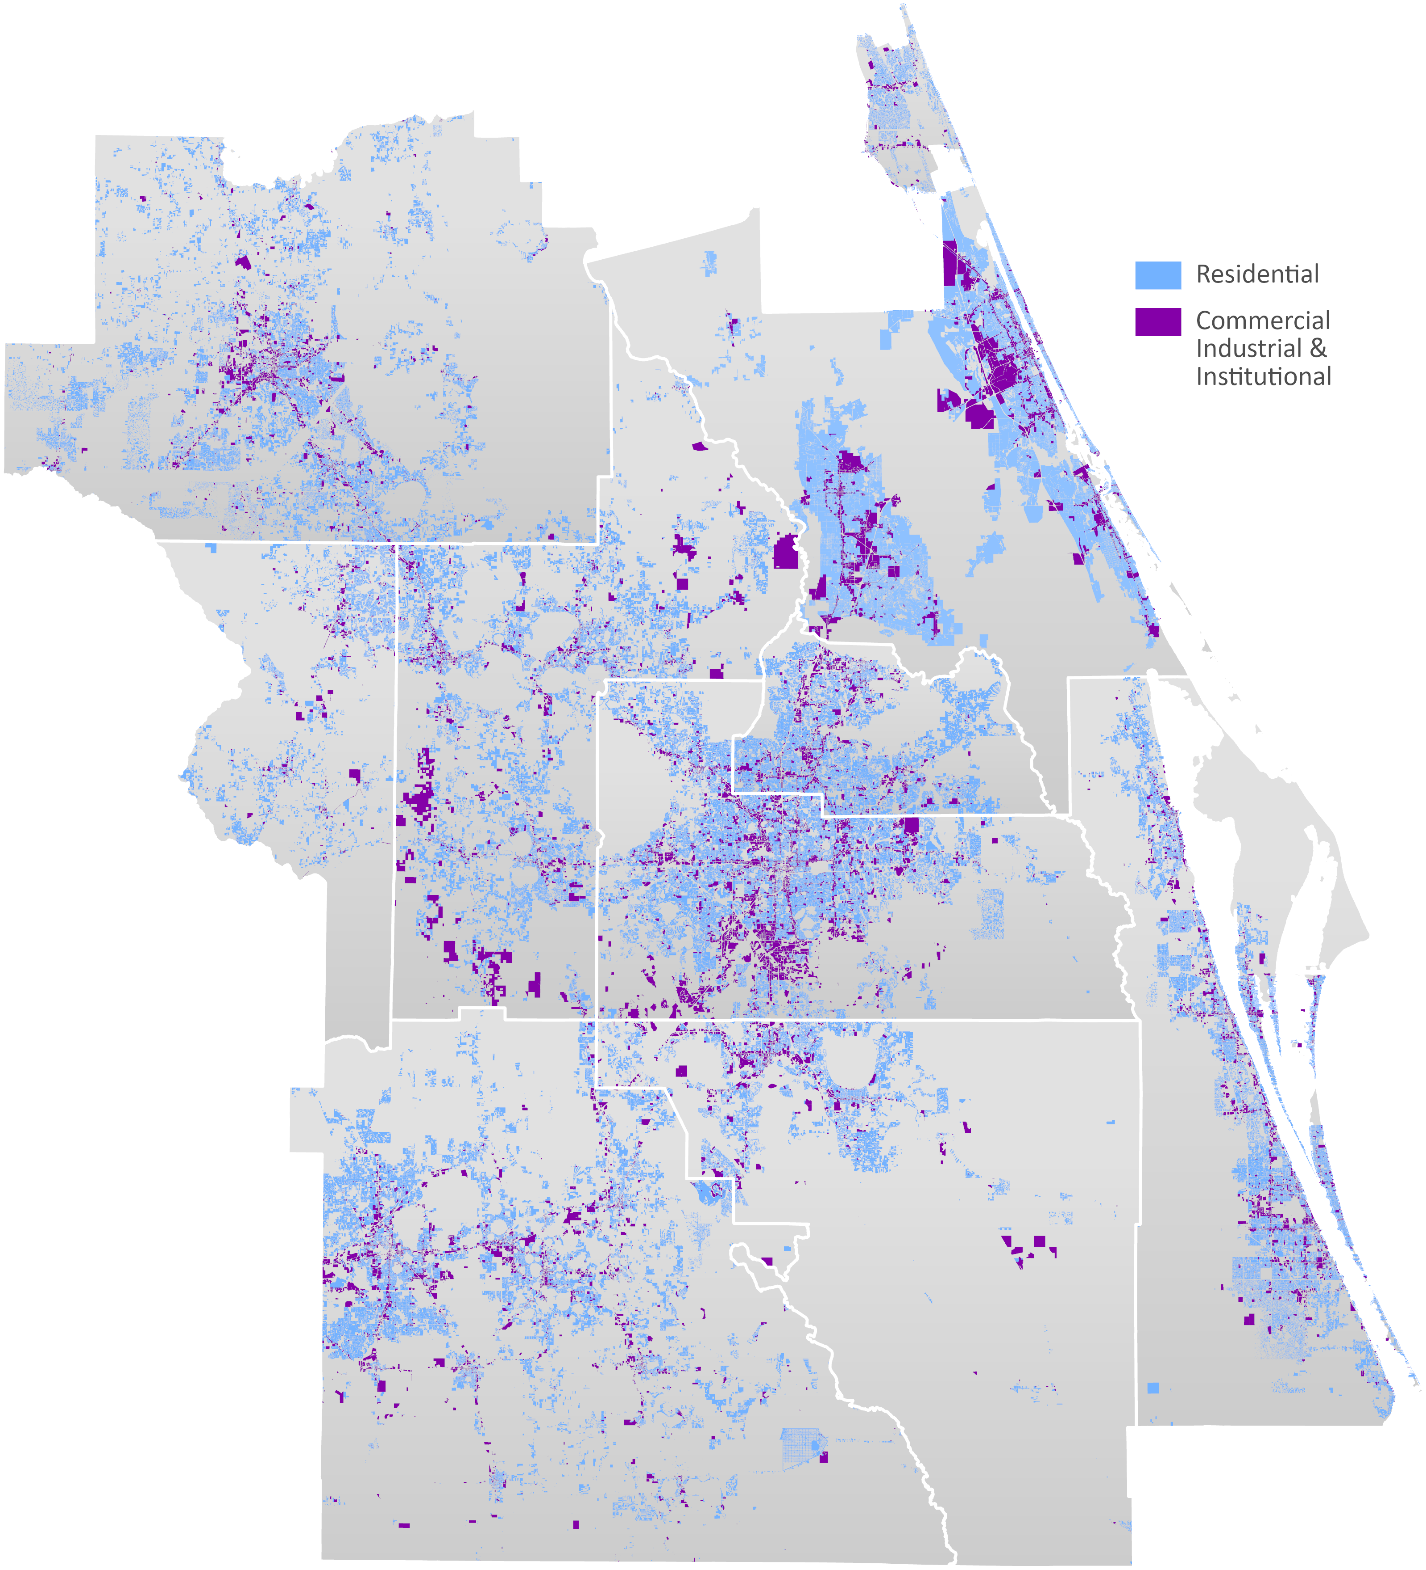 Residential
Commercial
Industrial &
Institutional